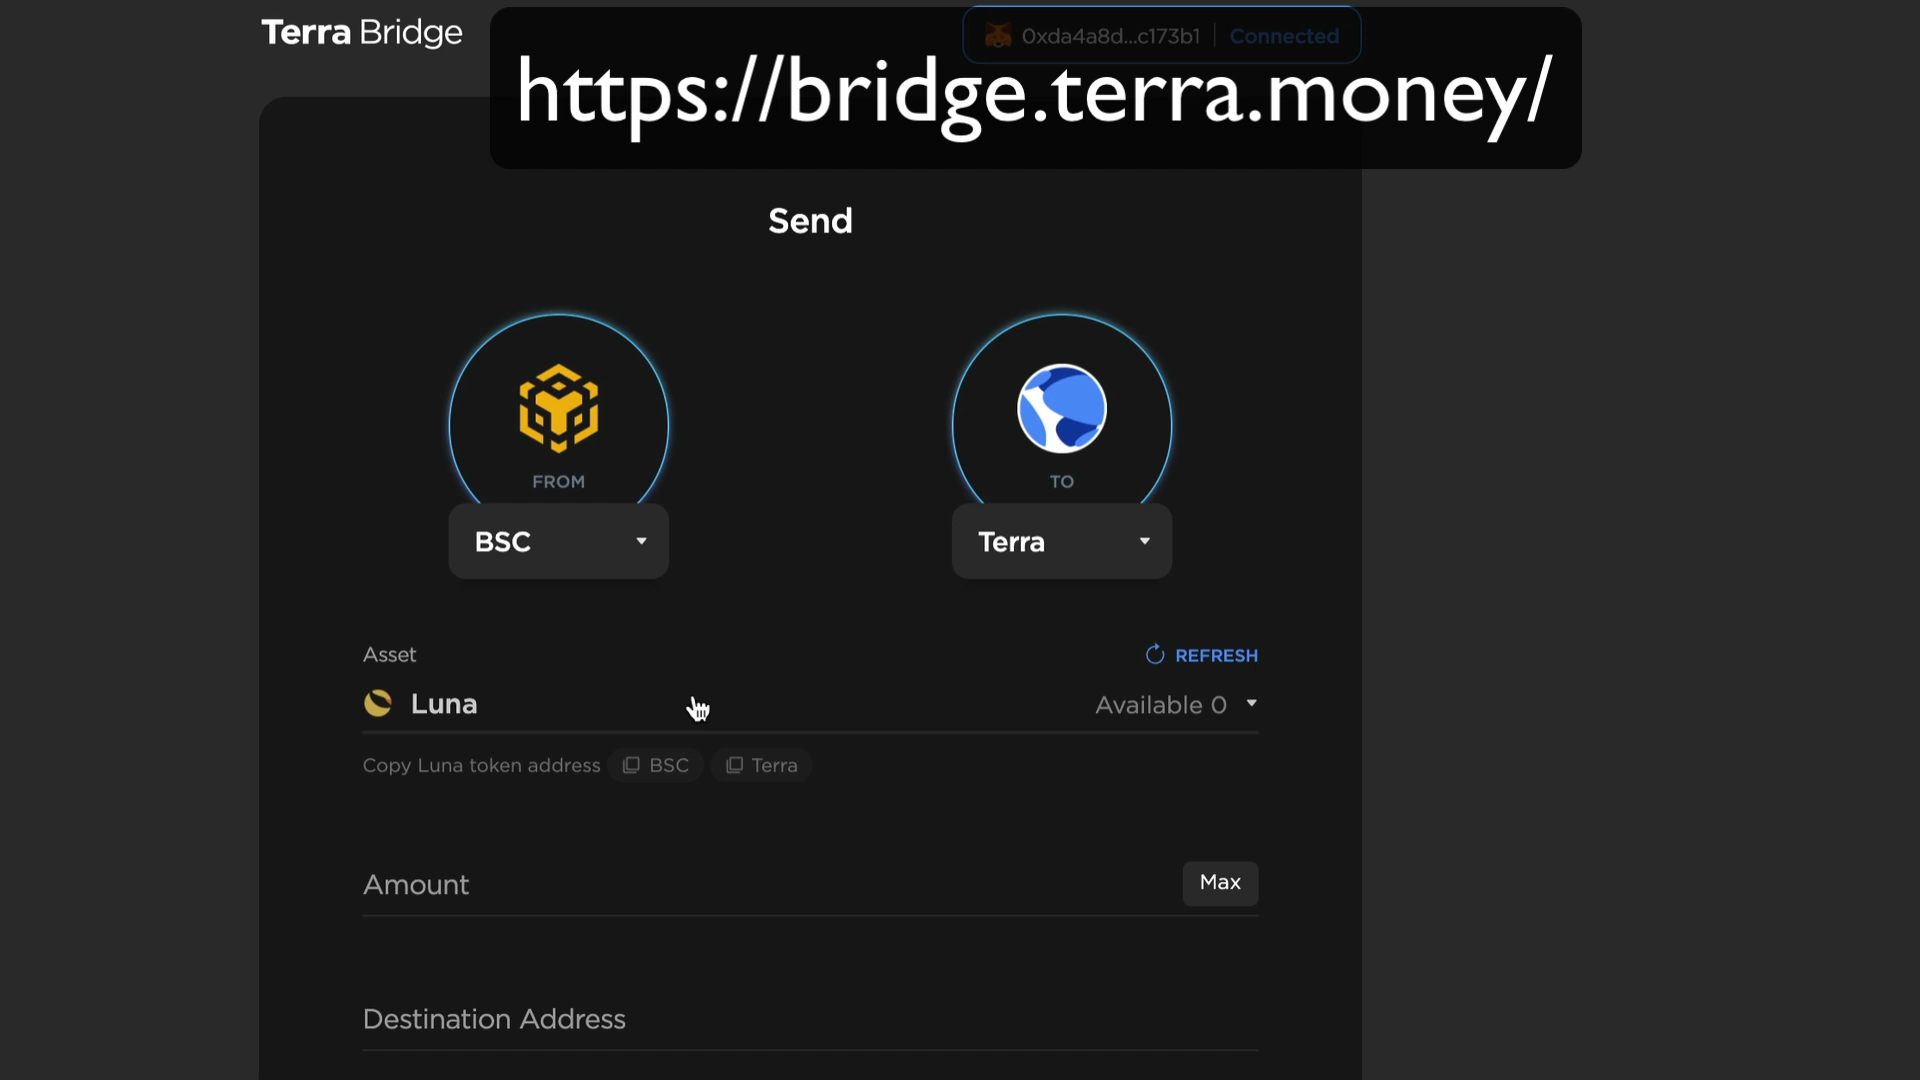 Terra Bridge
0xda4a8d...c173b1 Connected
https://bridge.terra.money/
Send
FROM
TO
BSC
Terra
Asset
REFRESH
Luna
Available 0
Copy Luna token address BSC Terra
Amount
Max
Destination Address